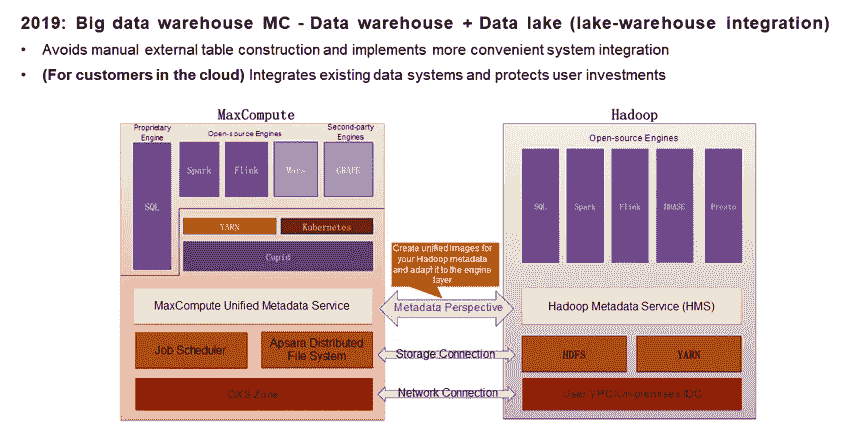 2019: Big data warehouse MC - Data warehouse + Data lake (lake-warehouse integration)
• Avoids manual external table construction and implements more convenient system integration
• (For customers in the cloud) Integrates existing data systems and protects user investments
MaxCompute
Proprietary
Engine
Open-source Engines
Second-party
Engines
SQL
Spark
Flink
Mars
GRAPE
YARN
Kubernetes
Cupid
MaxCompute Unified Metadata Service
Job Scheduler
Apsara Distributed
File System
OXS Zone
Create unified images for
your Hadoop metadata
and adapt it to the engine
layer
Metadata Perspective
Storage Connection
Network Connection
Hadoop
Open-source Engines
SQL
Spark
Flink
HBASE
Presto
Hadoop Metadata Service (HMS)
HDFS
YARN
User VPC/On-premises IDC